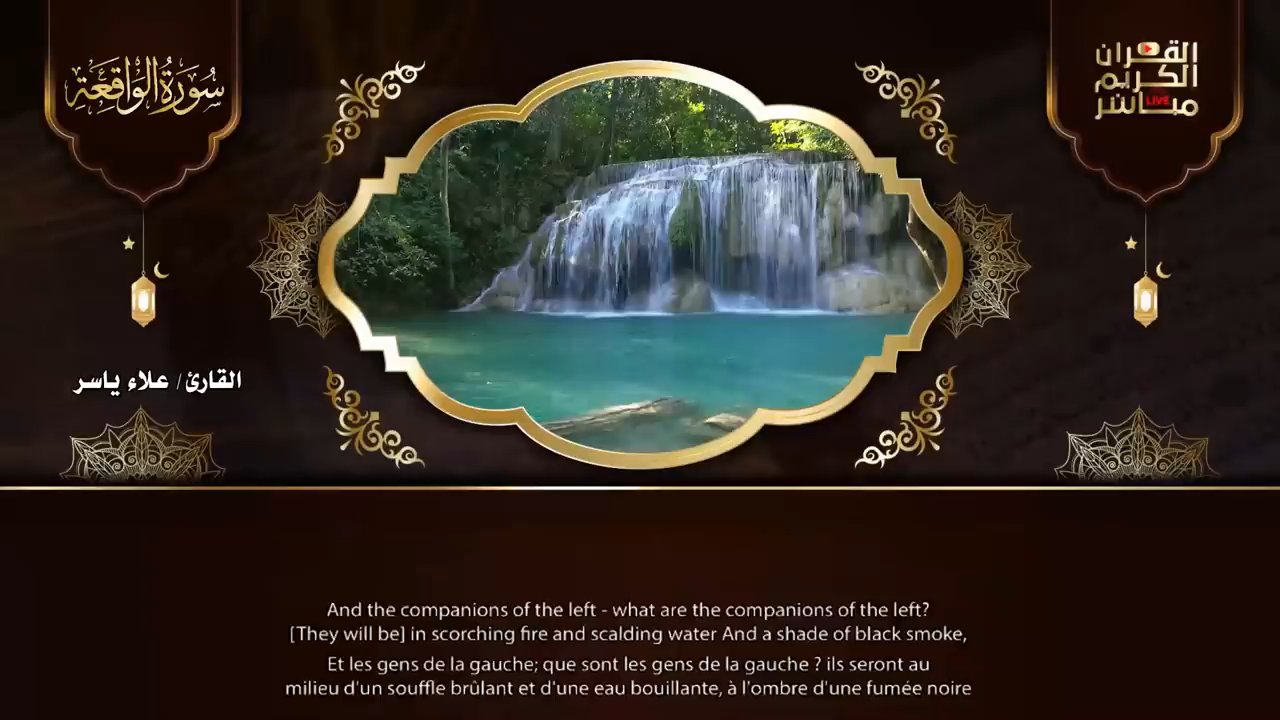 سُورَةُ الوَاقِعَة
القرآن
الكريم
مباشر
LIVE
القارئ/ علاء ياسر
And the companions of the left - what are the companions of the left?
[They will be] in scorching fire and scalding water And a shade of black smoke,
Et les gens de la gauche; que sont les gens de la gauche ? ils seront au
milieu d'un souffle brûlant et d'une eau bouillante, à l'ombre d'une fumée noire